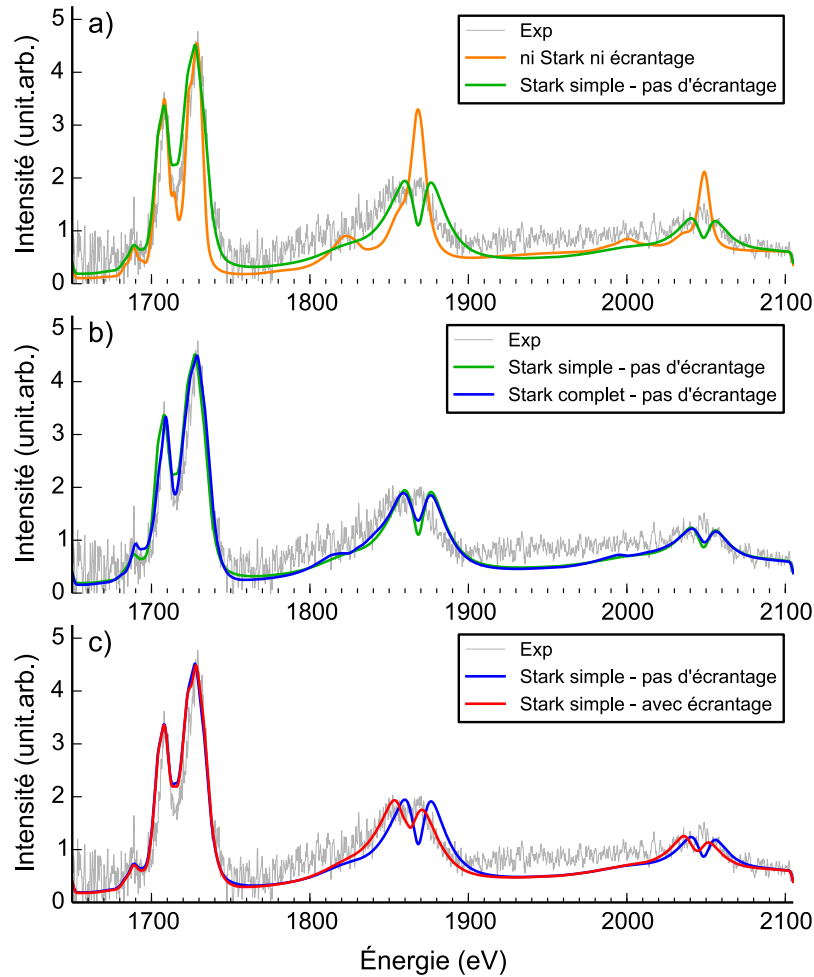 a)
Exp
ni Stark ni écrantage
Stark simple - pas d'écrantage
Intensité (unit.arb.)
5
4
3
2
1
0
1700 1800 1900 2000 2100
b)
Exp
Stark simple - pas d'écrantage
Stark complet - pas d'écrantage
Intensité (unit.arb.)
5
4
3
2
1
0
1700 1800 1900 2000 2100
c)
Exp
Stark simple - pas d'écrantage
Stark simple - avec écrantage
Intensité (unit.arb.)
5
4
3
2
1
0
1700 1800 1900 2000 2100
Énergie (eV)